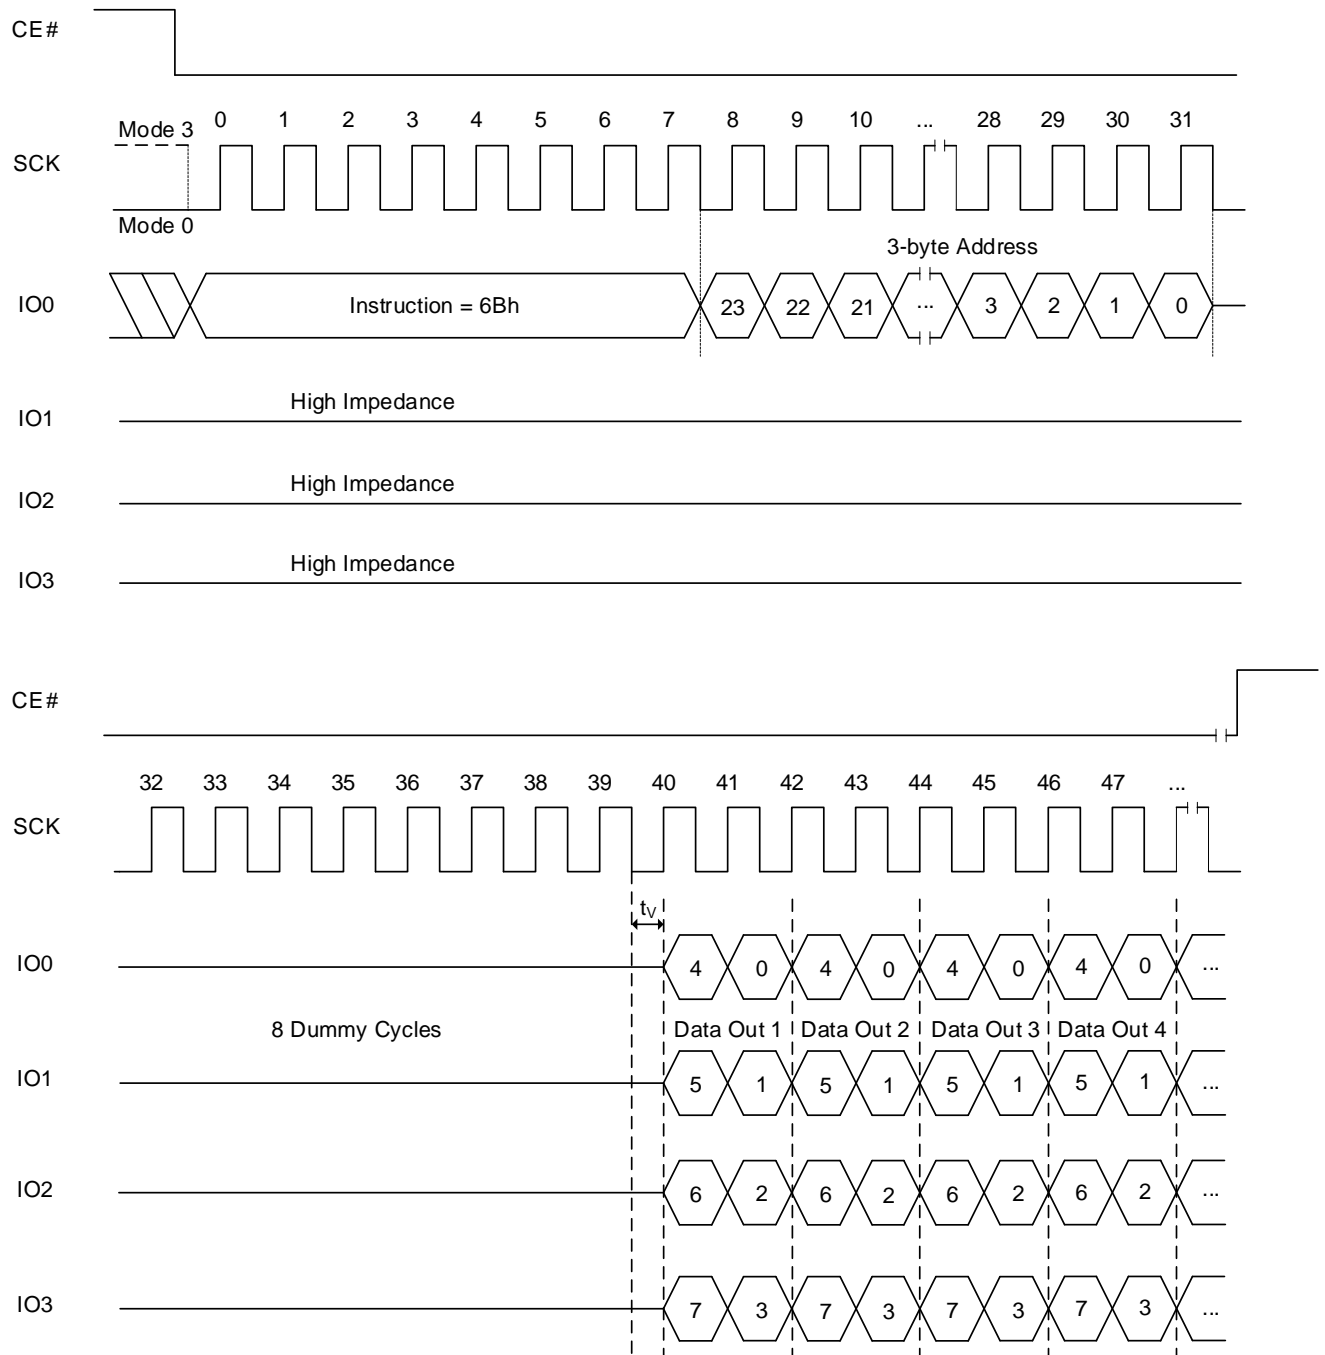 CE#
Mode 3 0 1 2 3 4 5 6 7 8 9 10 ... 28 29 30 31
SCK
Mode 0
3-byte Address
IO0 Instruction = 6Bh 23 22 21 ... 3 2 1 0
High Impedance
IO1
High Impedance
IO2
High Impedance
IO3
CE#
32 33 34 35 36 37 38 39 40 41 42 43 44 45 46 47 ...
SCK
tV
IO0 4 0 4 0 4 0 4 0 ...
8 Dummy Cycles Data Out 1 Data Out 2 Data Out 3 Data Out 4
IO1 5 1 5 1 5 1 5 1 ...
IO2 6 2 6 2 6 2 6 2 ...
IO3 7 3 7 3 7 3 7 3 ...